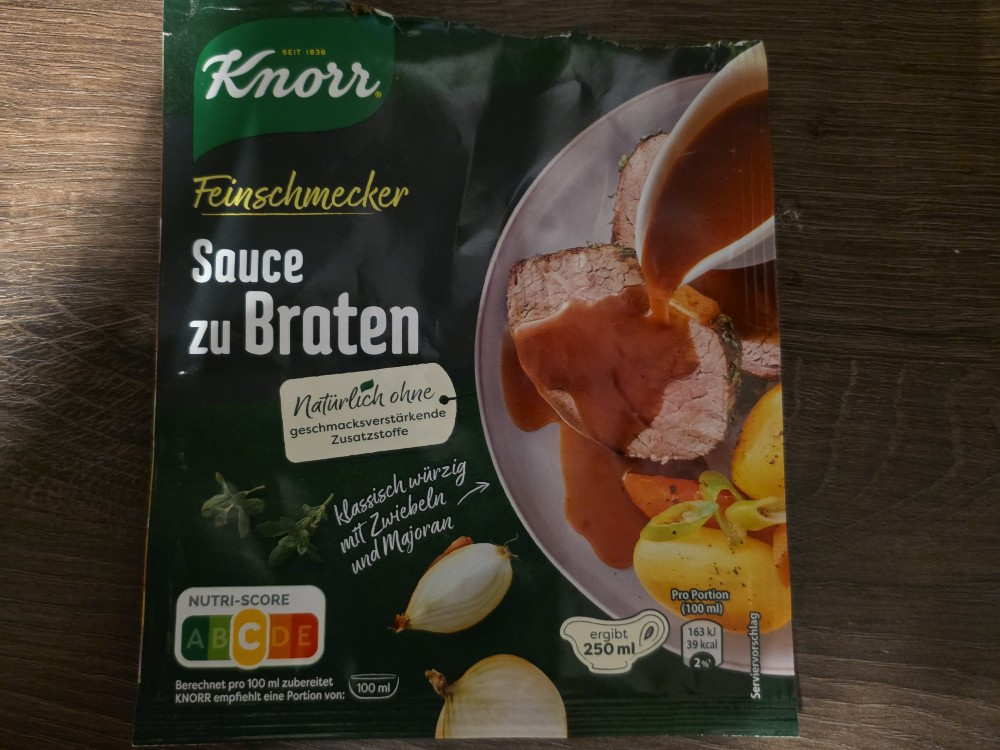 SEIT 1838
Knorr®
Feinschmecker
Sauce
zu Braten
Natürlich ohne
geschmacksverstärkende
Zusatzstoffe
klassisch würzig
mit Zwiebeln
und Majoran
NUTRI-SCORE
A B C D E
Berechnet pro 100 ml zubereitet
KNORR empfiehlt eine Portion von:
100 ml
ergibt
250 ml
Pro Portion
(100 ml)
163 kJ
39 kcal
2%*
Serviervorschlag